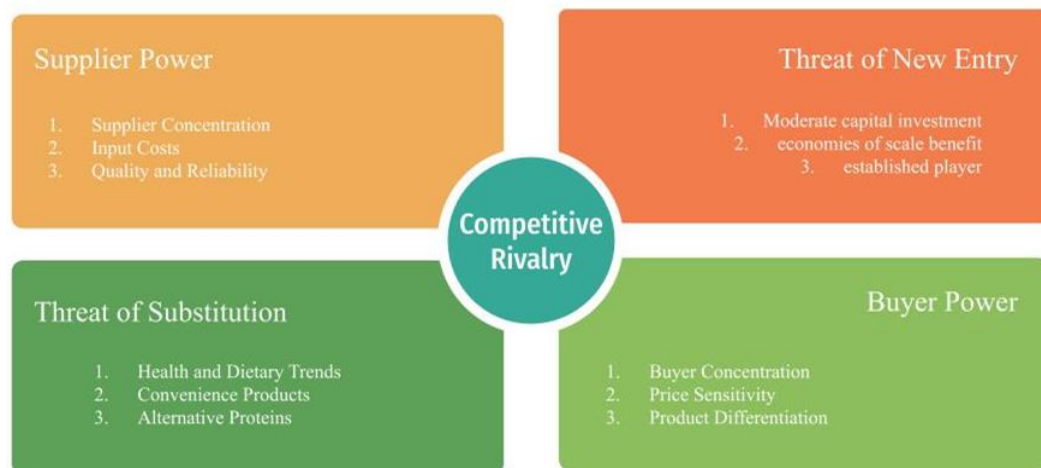 Supplier Power
1. Supplier Concentration
2. Input Costs
3. Quality and Reliability
Threat of New Entry
1. Moderate capital investment
2. economies of scale benefit
3. established player
Competitive
Rivalry
Threat of Substitution
1. Health and Dietary Trends
2. Convenience Products
3. Alternative Proteins
Buyer Power
1. Buyer Concentration
2. Price Sensitivity
3. Product Differentiation